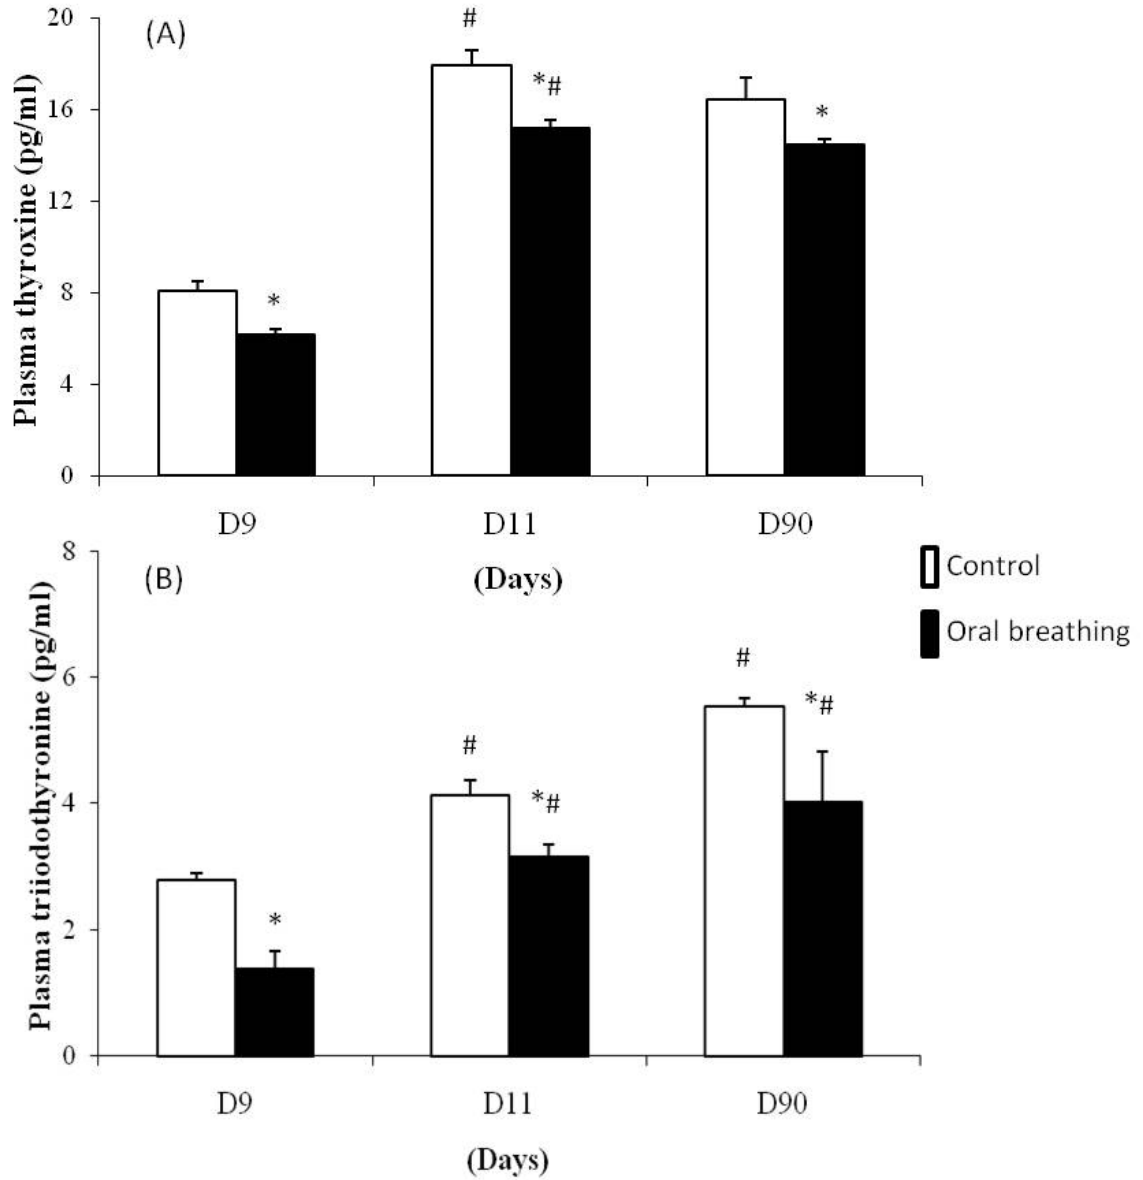 Plasma thyroxine (pg/ml)
(A)
20
16
12
8
4
0
#
*#
*
*
D9
D11
D90
(Days)
Control
Oral breathing
Plasma triiodothyronine (pg/ml)
(B)
8
6
4
2
0
#
*#
#
*#
*
D9
D11
D90
(Days)